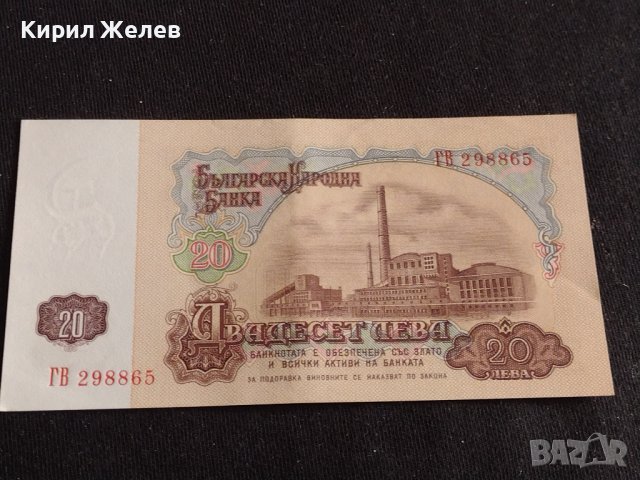 Кирил Желев
ГВ 298865
БЪЛГАРСКА НАРОДНА
БАНКА
20
20
ДВАДЕСЕТ ЛЕВА
20
БАНКНОТАТА Е ОБЕЗПЕЧЕНА СЪС ЗЛАТО
И ВСИЧКИ АКТИВИ НА БАНКАТА
ЛЕВА
ГВ 298865
ЗА ПОДПРАВКА ВИНОВНИТЕ СЕ НАКАЗВАТ ПО ЗАКОНА
BAZAR